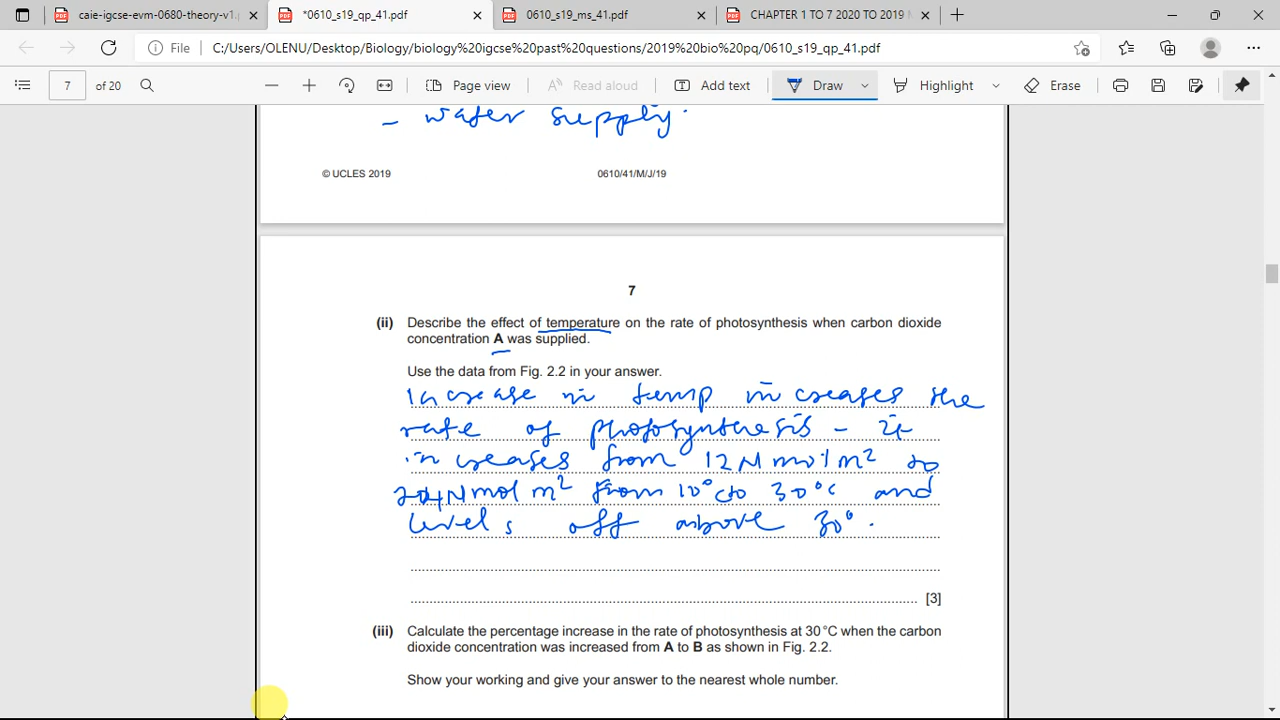 caie-igcse-evm-0680-theory-v1.p
*0610_s19_qp_41.pdf
0610_s19_ms_41.pdf
CHAPTER 1 TO 7 2020 TO 2019 M
File
C:/Users/OLENU/Desktop/Biology/biology%20igcse%20past%20questions/2019%20bio%20pq/0610_s19_qp_41.pdf
7 of 20
Page view
Read aloud
Add text
Draw
Highlight
Erase
- water supply.
© UCLES 2019
0610/41/M/J/19
7
(ii) Describe the effect of temperature on the rate of photosynthesis when carbon dioxide
concentration A was supplied.
Use the data from Fig. 2.2 in your answer.
Increase in temp increases the
rate of photosynthesis - it
increases from 12 mol m² to
mol m² from 10°C to 30°C and
levels off above 30°.
[3]
(iii) Calculate the percentage increase in the rate of photosynthesis at 30 °C when the carbon
dioxide concentration was increased from A to B as shown in Fig. 2.2.
Show your working and give your answer to the nearest whole number.